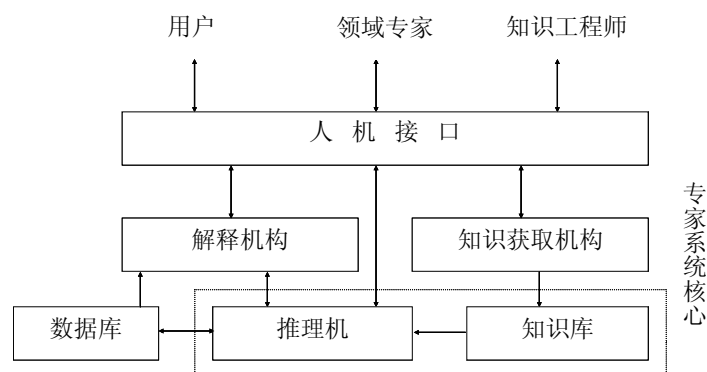 用户 领域专家 知识工程师
人 机 接 口
解释机构 知识获取机构
专家系统核心
数据库 推理机 知识库